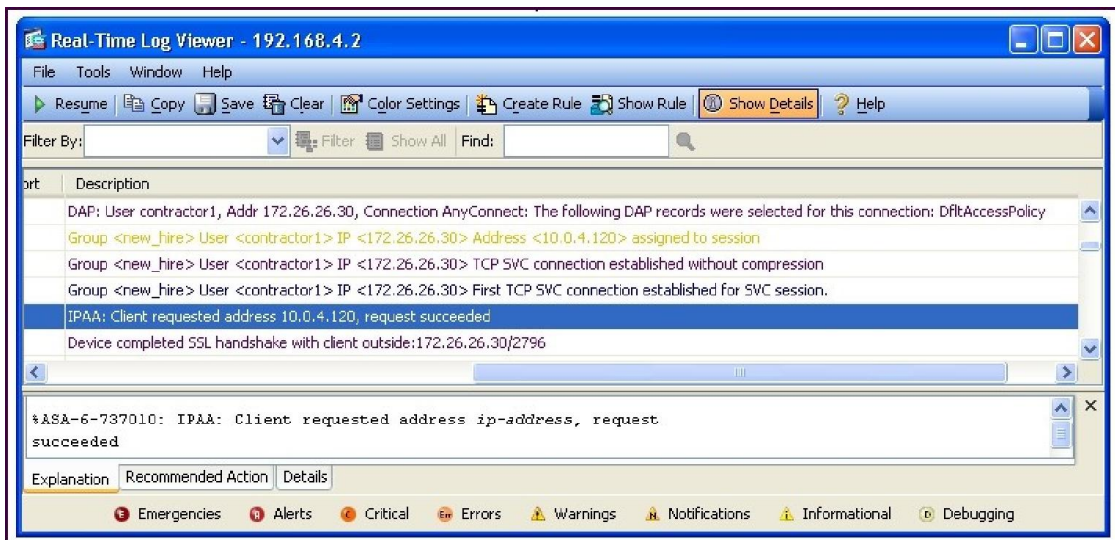 Real-Time Log Viewer - 192.168.4.2
File Tools Window Help
Resume Copy Save Clear Color Settings Create Rule Show Rule Show Details Help
Filter By: Filter Show All Find:
ort Description
DAP: User contractor1, Addr 172.26.26.30, Connection AnyConnect: The following DAP records were selected for this connection: DfltAccessPolicy
Group <new_hire> User <contractor1> IP <172.26.26.30> Address <10.0.4.120> assigned to session
Group <new_hire> User <contractor1> IP <172.26.26.30> TCP SVC connection established without compression
Group <new_hire> User <contractor1> IP <172.26.26.30> First TCP SVC connection established for SVC session.
IPAA: Client requested address 10.0.4.120, request succeeded
Device completed SSL handshake with client outside:172.26.26.30/2796
%ASA-6-737010: IPAA: Client requested address ip-address, request
succeeded
Explanation Recommended Action Details
Emergencies Alerts Critical Errors Warnings Notifications Informational Debugging